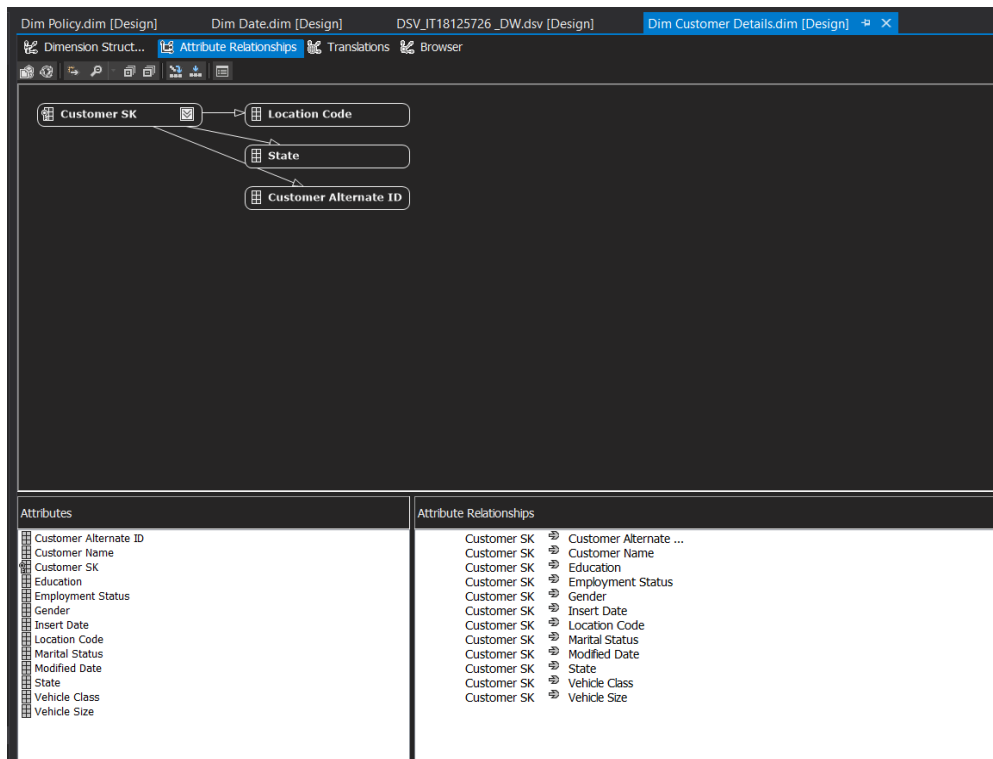 Dim Policy.dim [Design] Dim Date.dim [Design] DSV_IT18125726 _DW.dsv [Design] Dim Customer Details.dim [Design]
Dimension Struct... Attribute Relationships Translations Browser
Customer SK Location Code
State
Customer Alternate ID
Attributes
Customer Alternate ID
Customer Name
Customer SK
Education
Employment Status
Gender
Insert Date
Location Code
Marital Status
Modified Date
State
Vehicle Class
Vehicle Size
Attribute Relationships
Customer SK Customer Alternate ...
Customer SK Customer Name
Customer SK Education
Customer SK Employment Status
Customer SK Gender
Customer SK Insert Date
Customer SK Location Code
Customer SK Marital Status
Customer SK Modified Date
Customer SK State
Customer SK Vehicle Class
Customer SK Vehicle Size